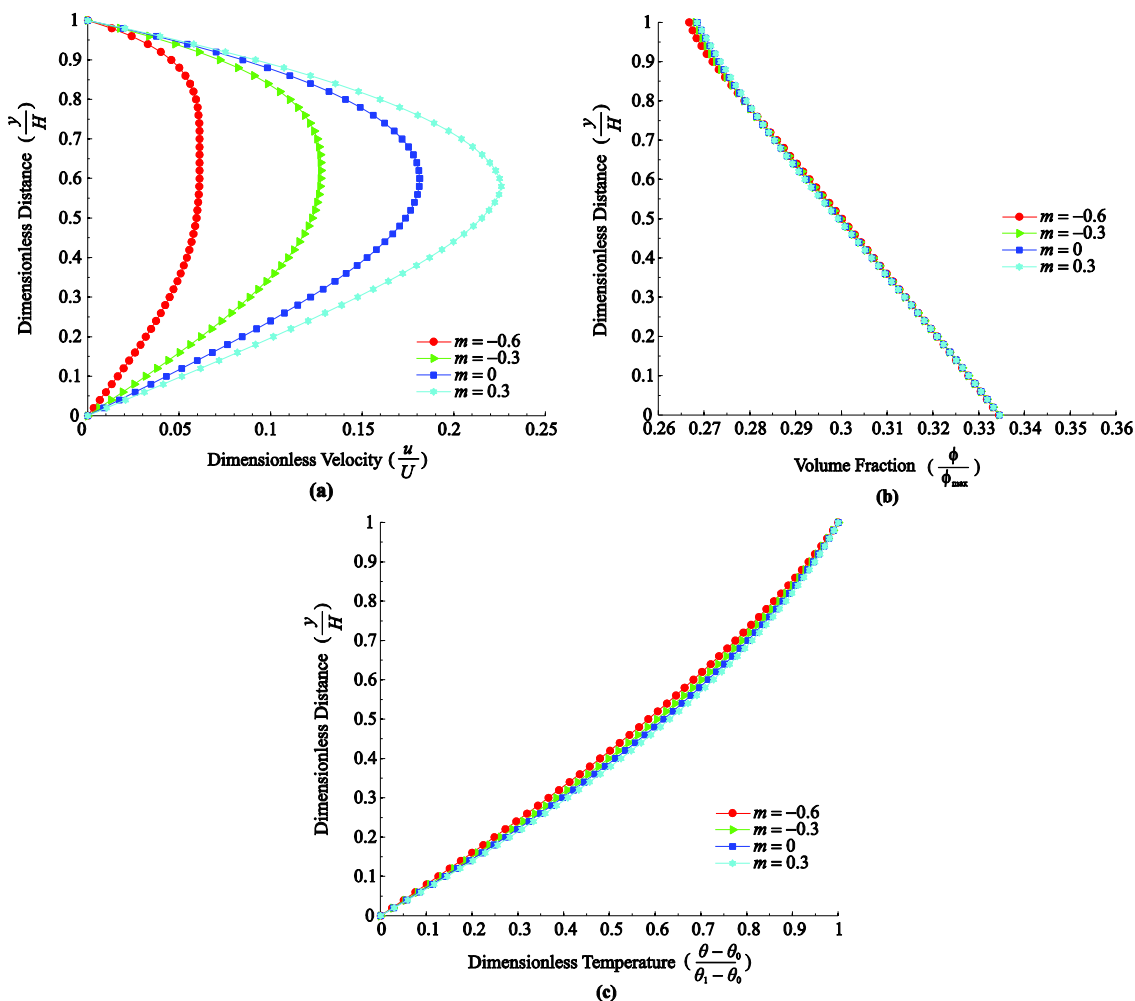 1
0.9
0.8
0.7
0.6
0.5
0.4
0.3
0.2
0.1
0
Dimensionless Distance (y/H)
m = −0.6
m = −0.3
m = 0
m = 0.3
0 0.05 0.1 0.15 0.2 0.25
Dimensionless Velocity (u/U)
(a)
1
0.9
0.8
0.7
0.6
0.5
0.4
0.3
0.2
0.1
0
Dimensionless Distance (y/H)
m = −0.6
m = −0.3
m = 0
m = 0.3
0.26 0.27 0.28 0.29 0.30 0.31 0.32 0.33 0.34 0.35 0.36
Volume Fraction (ϕ/ϕmax)
(b)
1
0.9
0.8
0.7
0.6
0.5
0.4
0.3
0.2
0.1
0
Dimensionless Distance (y/H)
m = −0.6
m = −0.3
m = 0
m = 0.3
0 0.1 0.2 0.3 0.4 0.5 0.6 0.7 0.8 0.9 1
Dimensionless Temperature (θ − θ0/θ1 − θ0)
(c)